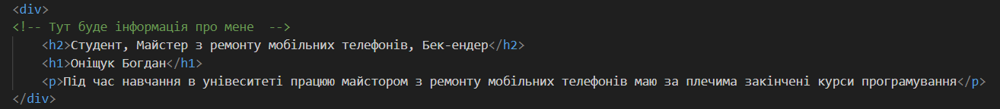 <div>
<!-- Тут буде інформація про мене  -->
<h2>Студент, Майстер з ремонту мобільних телефонів, Бек-ендер</h2>
<h1>Оніщук Богдан</h1>
<p>Під час навчання в унівеситеті працюю майстором з ремонту мобільних телефонів маю за плечима закінчені курси програмування</p>
</div>